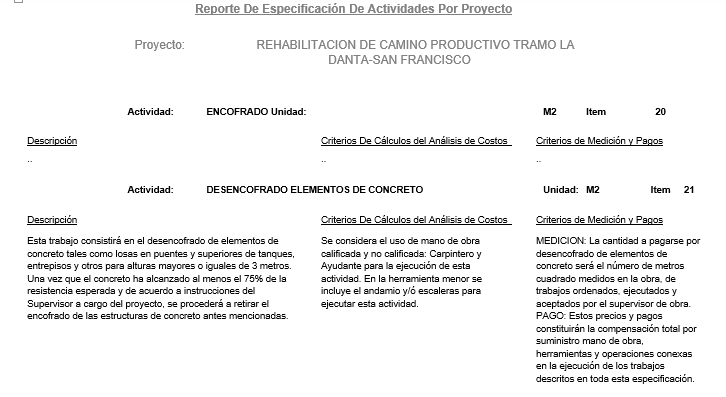 Reporte De Especificación De Actividades Por Proyecto
Proyecto: REHABILITACION DE CAMINO PRODUCTIVO TRAMO LA
DANTA-SAN FRANCISCO
Actividad: ENCOFRADO Unidad: M2 Item 20
Descripción Criterios De Cálculos del Análisis de Costos Criterios de Medición y Pagos
.. .. ..
Actividad: DESENCOFRADO ELEMENTOS DE CONCRETO Unidad: M2 Item 21
Descripción Criterios De Cálculos del Análisis de Costos Criterios de Medición y Pagos
Esta trabajo consistirá en el desencofrado de elementos de
concreto tales como losas en puentes y superiores de tanques,
entrepisos y otros para alturas mayores o iguales de 3 metros.
Una vez que el concreto ha alcanzado al menos el 75% de la
resistencia esperada y de acuerdo a instrucciones del
Supervisor a cargo del proyecto, se procederá a retirar el
encofrado de las estructuras de concreto antes mencionadas.
Se considera el uso de mano de obra
calificada y no calificada: Carpintero y
Ayudante para la ejecución de esta
actividad. En la herramienta menor se
incluye el andamio y/ó escaleras para
ejecutar esta actividad.
MEDICION: La cantidad a pagarse por
desencofrado de elementos de
concreto será el número de metros
cuadrado medidos en la obra, de
trabajos ordenados, ejecutados y
aceptados por el supervisor de obra.
PAGO: Estos precios y pagos
constituirán la compensación total por
suministro mano de obra,
herramientas y operaciones conexas
en la ejecución de los trabajos
descritos en toda esta especificación.